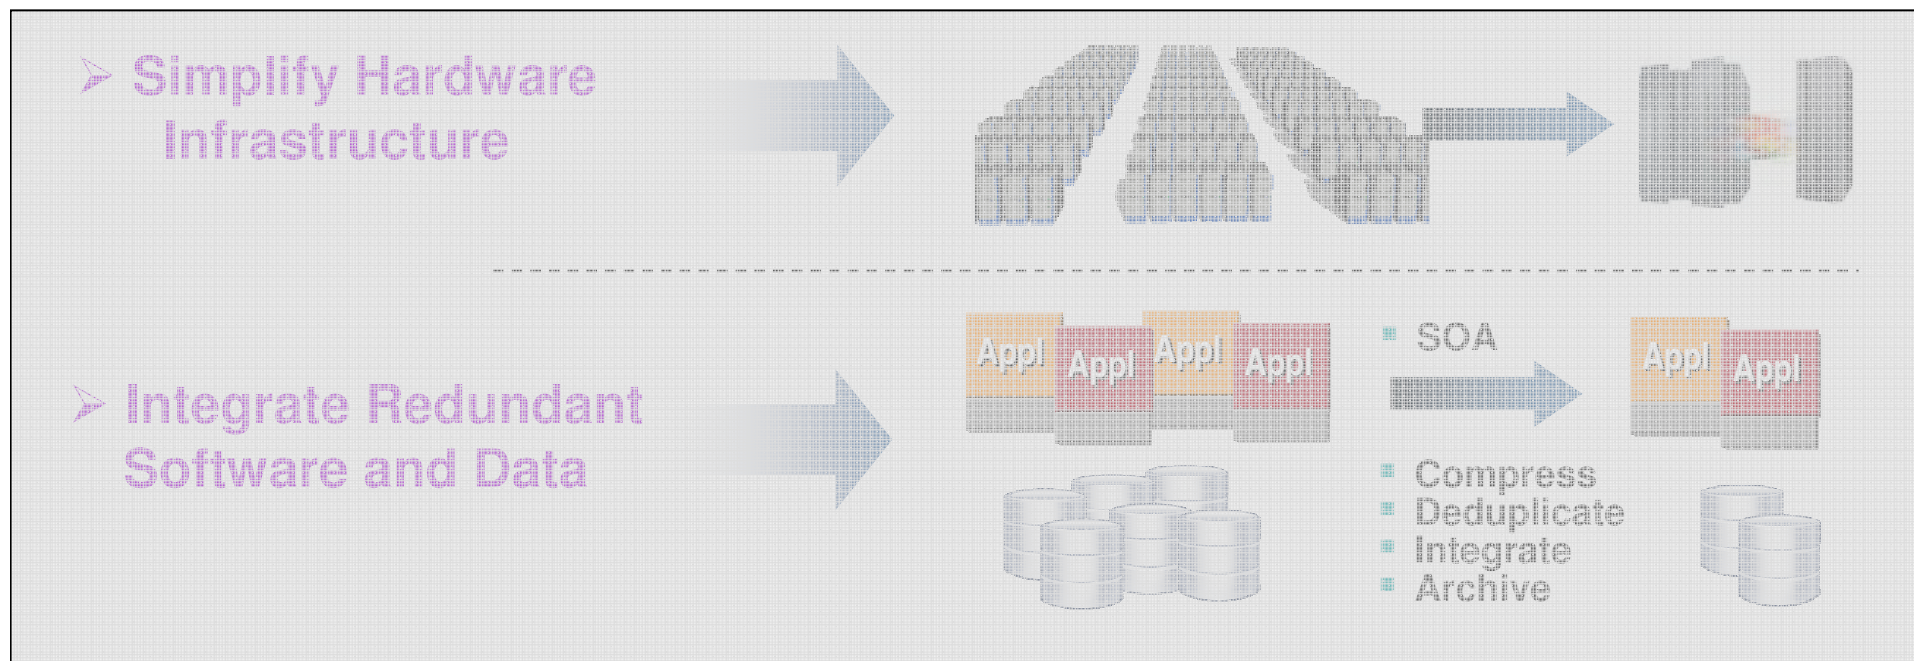 Simplify Hardware
Infrastructure
Appl
Appl
Appl
Appl
SOA
Appl
Appl
Integrate Redundant
Software and Data
Compress
Deduplicate
Integrate
Archive